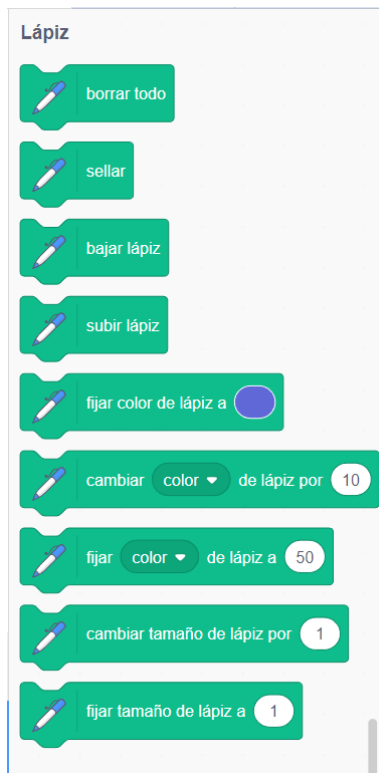 Lápiz
borrar todo
sellar
bajar lápiz
subir lápiz
fijar color de lápiz a
cambiar color de lápiz por 10
fijar color de lápiz a 50
cambiar tamaño de lápiz por 1
fijar tamaño de lápiz a 1